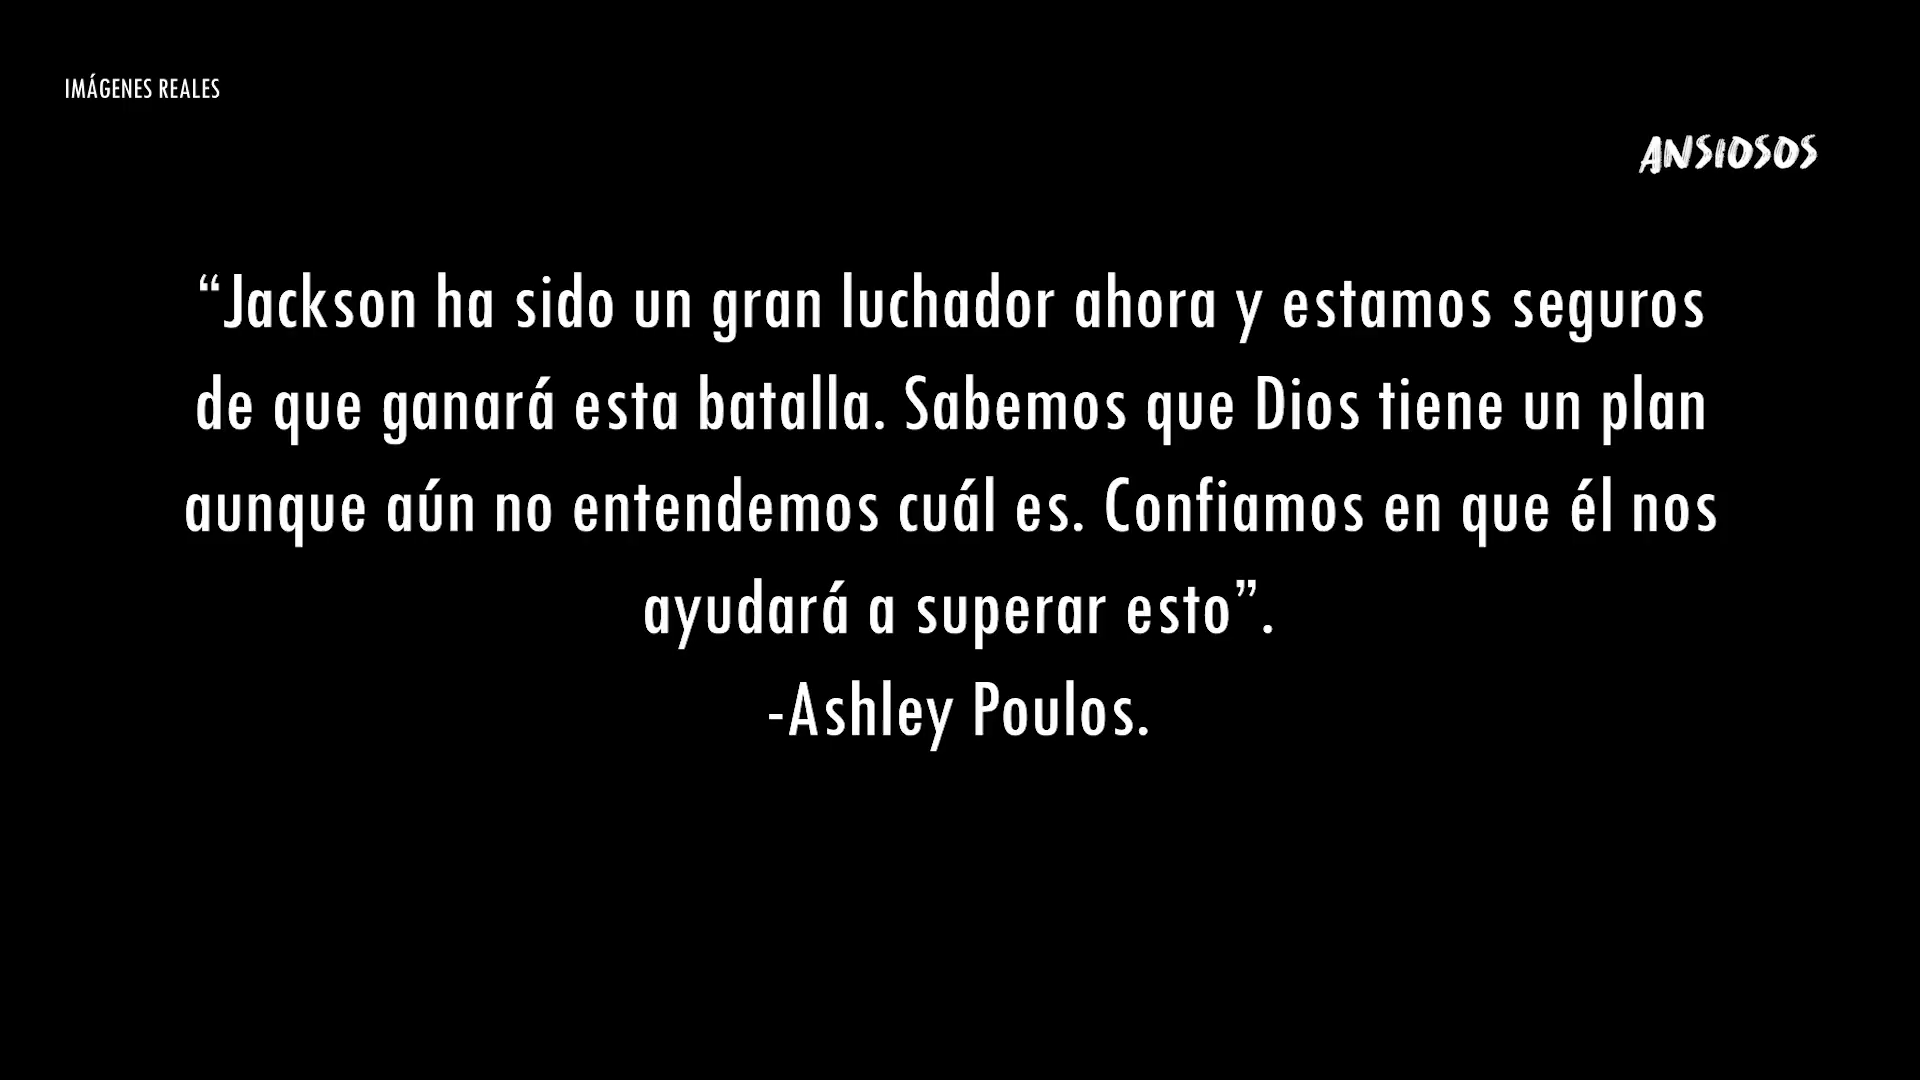 IMÁGENES REALES
ANSIOSOS
“Jackson ha sido un gran luchador ahora y estamos seguros
de que ganará esta batalla. Sabemos que Dios tiene un plan
aunque aún no entendemos cuál es. Confiamos en que él nos
ayudará a superar esto”.
-Ashley Poulos.